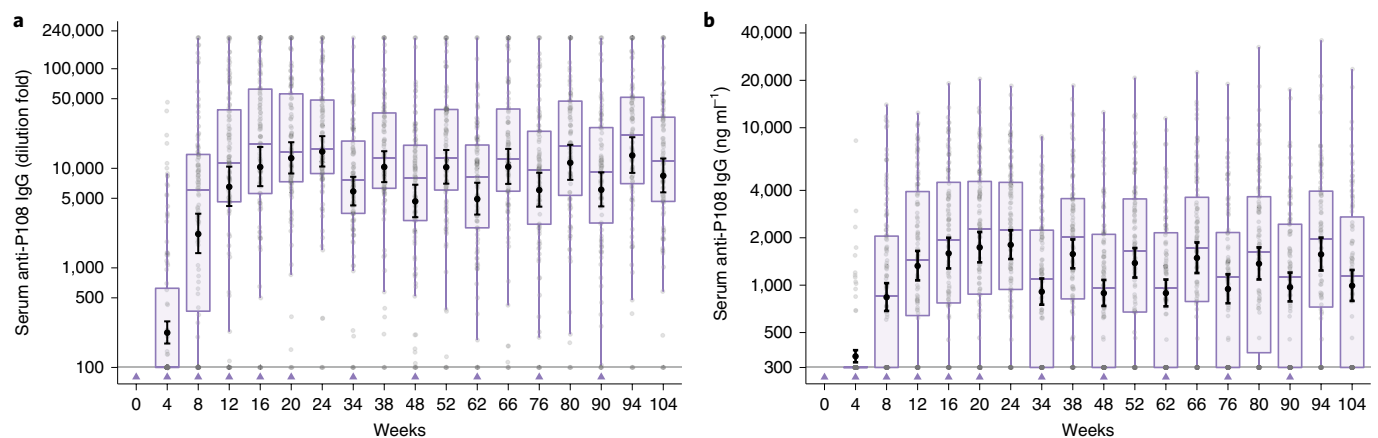 a
Serum anti-P108 IgG (dilution fold)
240,000
100,000
50,000
10,000
5,000
1,000
500
100
0 4 8 12 16 20 24 34 38 48 52 62 66 76 80 90 94 104
Weeks
b
Serum anti-P108 IgG (ng ml⁻¹)
40,000
20,000
10,000
4,000
2,000
1,000
500
300
0 4 8 12 16 20 24 34 38 48 52 62 66 76 80 90 94 104
Weeks